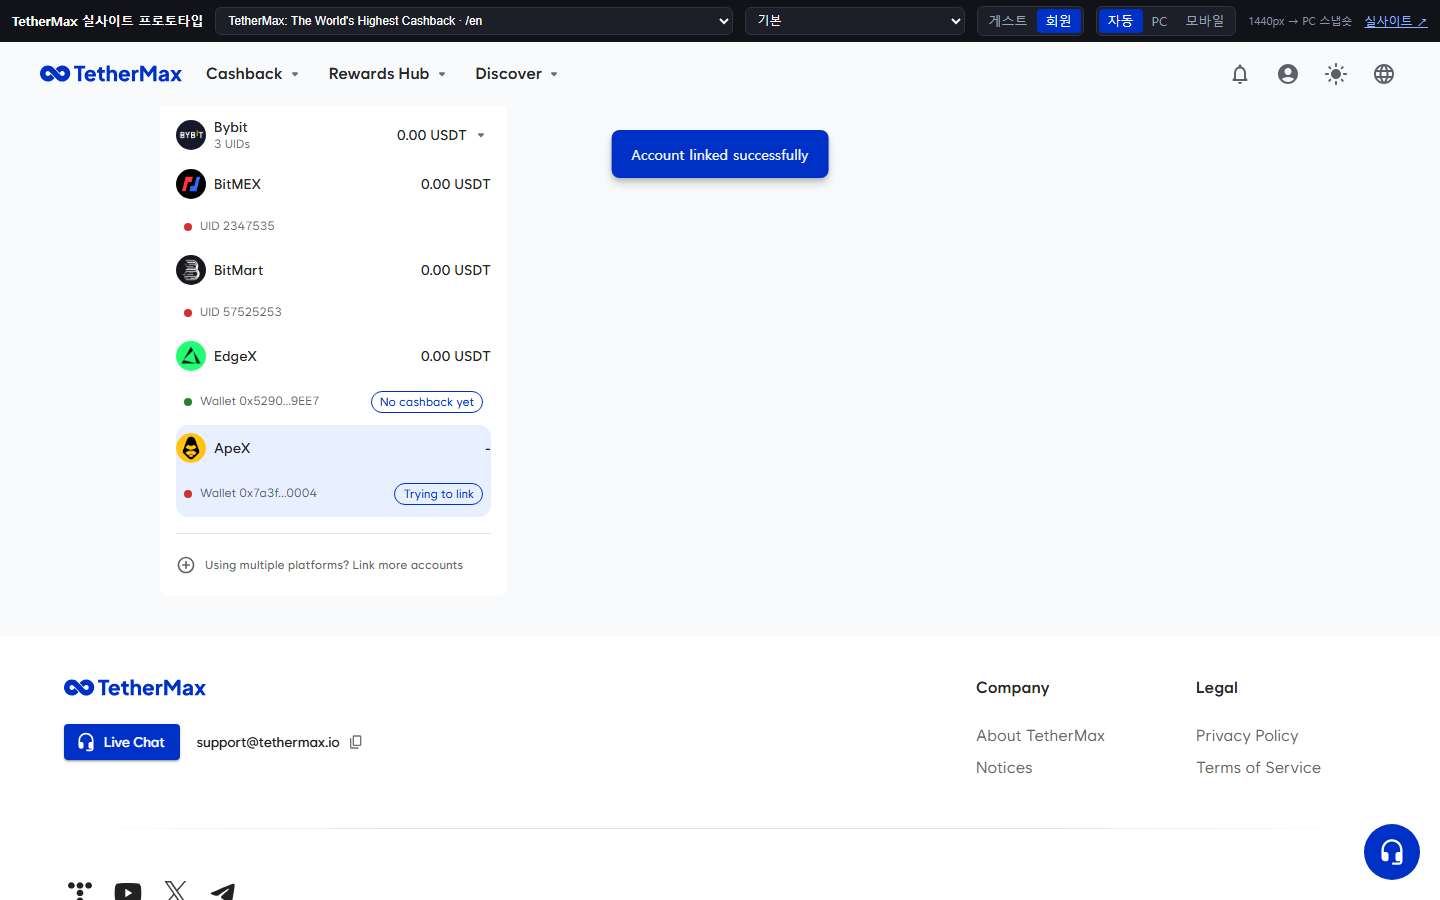 TetherMax 실사이트 프로토타입
TetherMax: The World's Highest Cashback · /en
기본
게스트 회원
자동 PC 모바일
1440px → PC 스냅숏
실사이트 ↗
TetherMax
Cashback
Rewards Hub
Discover
BYBIT
Bybit
3 UIDs
0.00 USDT
Account linked successfully
BitMEX
0.00 USDT
UID 2347535
BitMart
0.00 USDT
UID 57525253
EdgeX
0.00 USDT
Wallet 0x5290...9EE7
No cashback yet
ApeX
-
Wallet 0x7a3f...0004
Trying to link
Using multiple platforms? Link more accounts
TetherMax
Company
Legal
Live Chat
support@tethermax.io
About TetherMax
Privacy Policy
Notices
Terms of Service